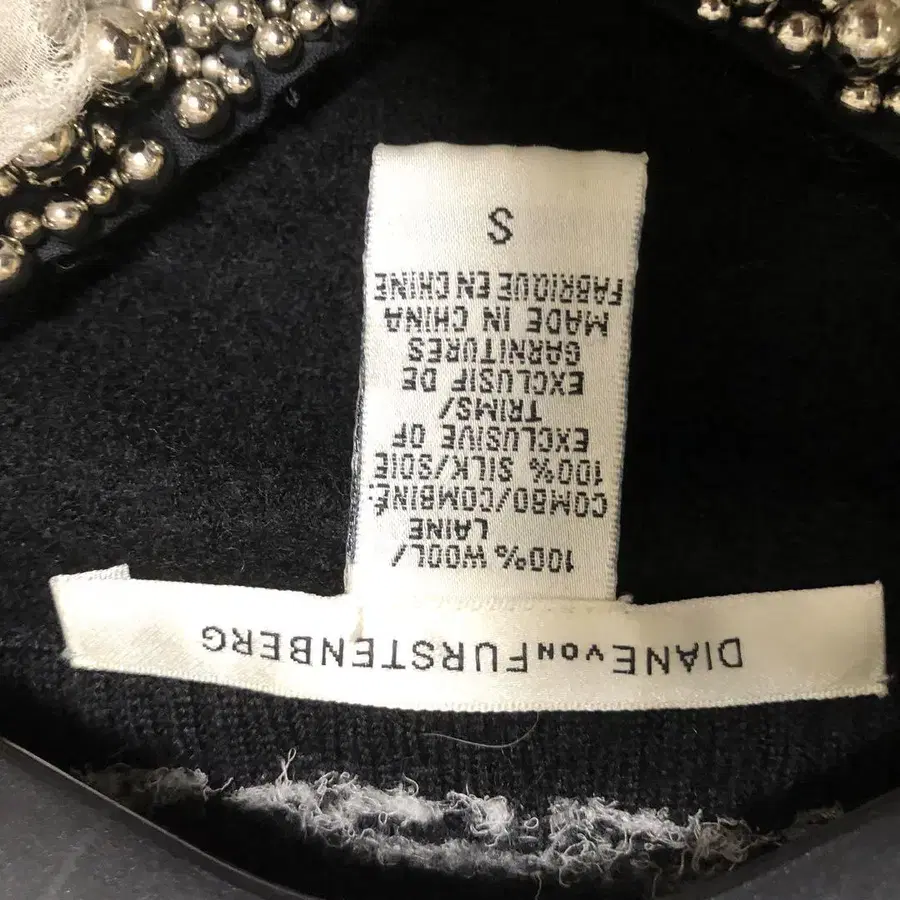 DIANE VON FURSTENBERG
100% WOOL/
LAINE
COMBO/COMBINÉ:
100% SILK/SOIE
EXCLUSIVE OF
TRIMS/
EXCLUSIF DE
GARNITURES
MADE IN CHINA
FABRIQUE EN CHINE
S